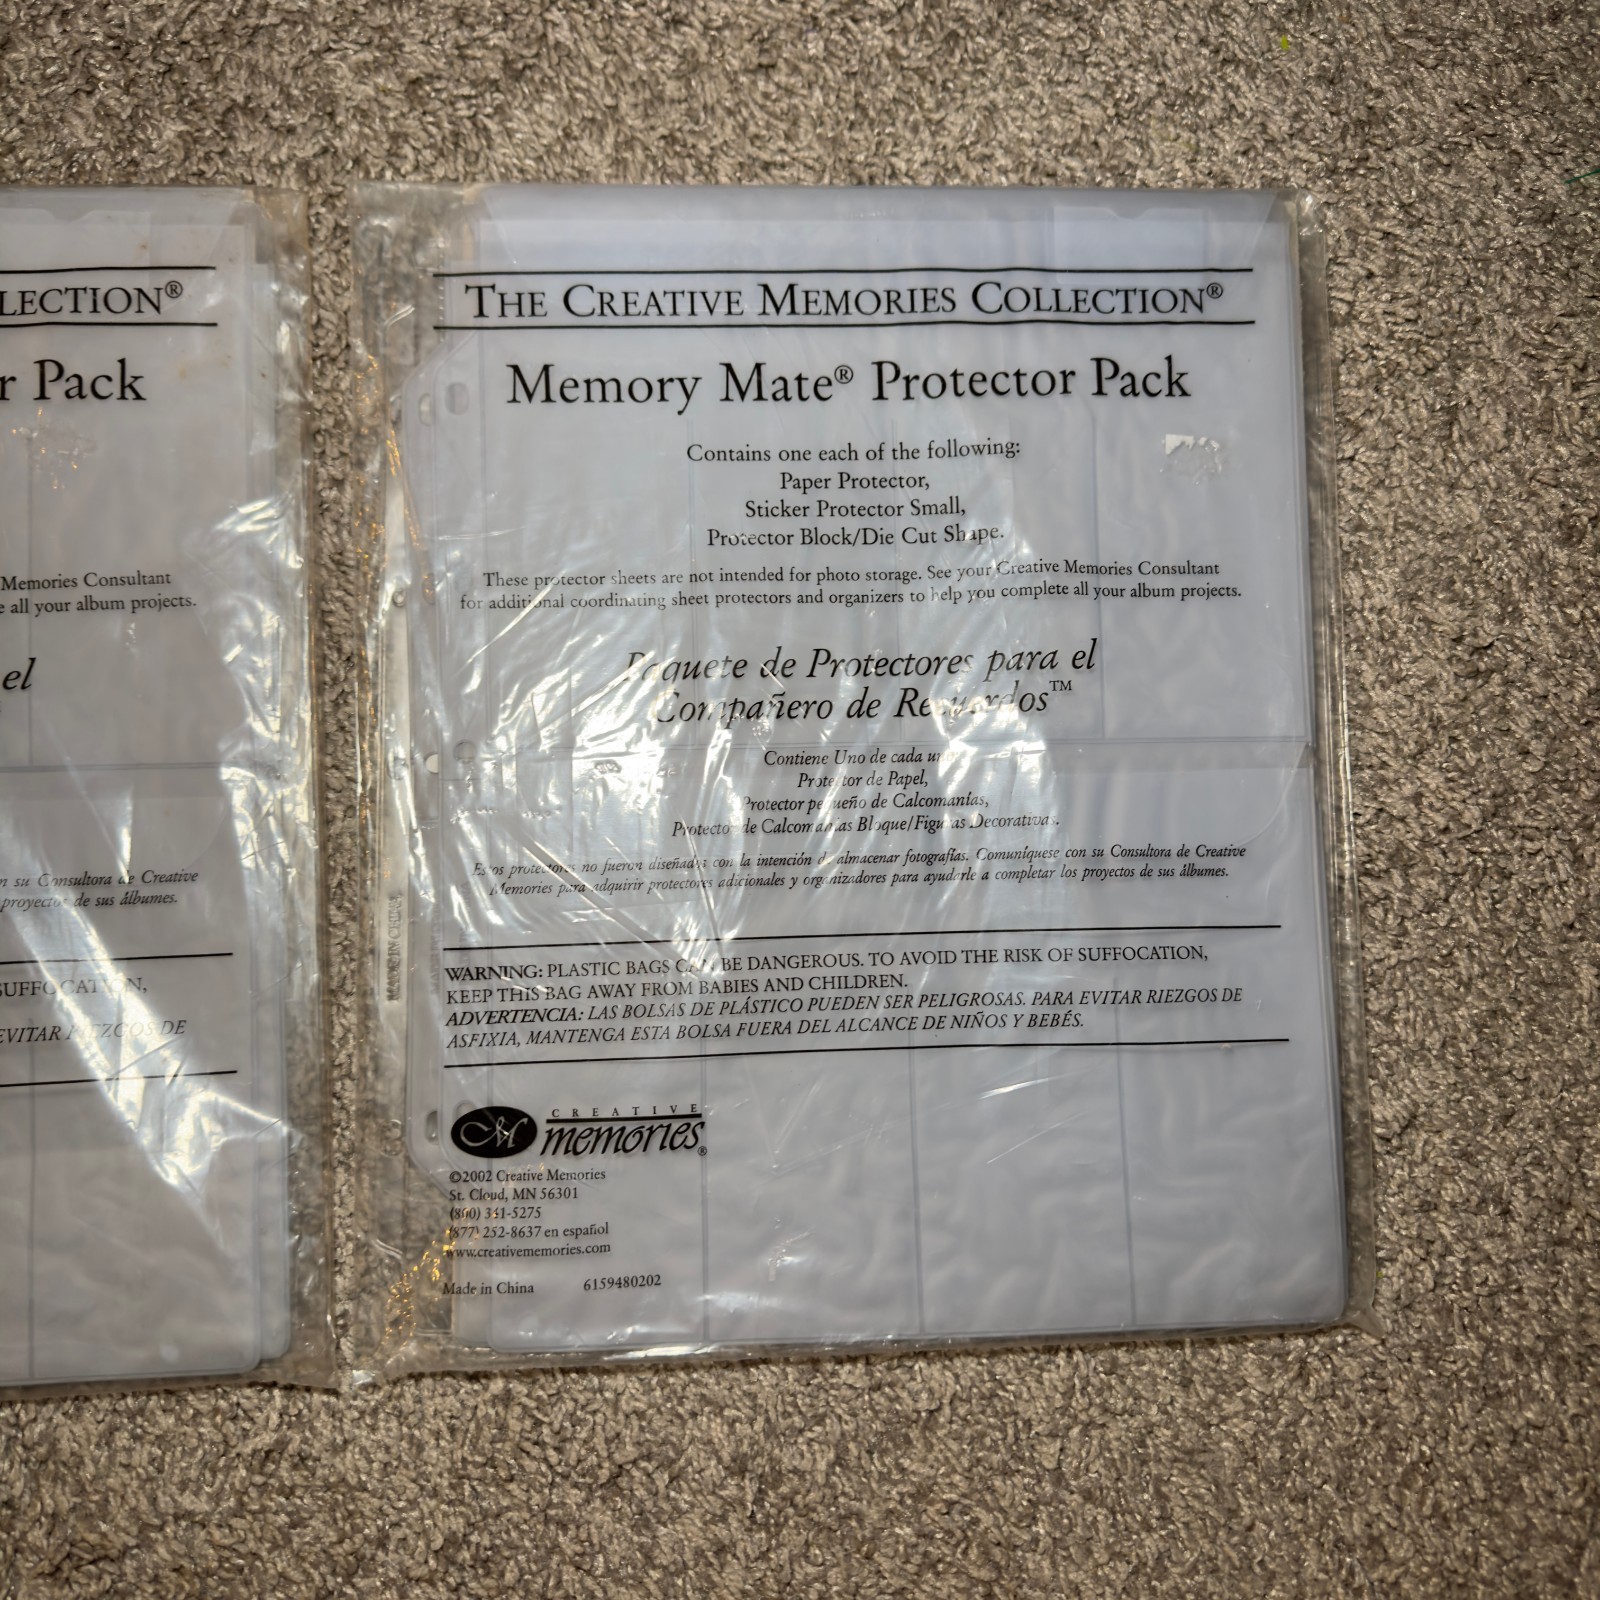 LECTION®
r Pack
Memories Consultant
e all your album projects.
el
n su Consultora de Creative
proyectos de sus álbumes.
SUFFOCATION,
EVITAR RIEZGOS DE
THE CREATIVE MEMORIES COLLECTION®
Memory Mate® Protector Pack
Contains one each of the following:
Paper Protector,
Sticker Protector Small,
Protector Block/Die Cut Shape.
These protector sheets are not intended for photo storage. See your Creative Memories Consultant
for additional coordinating sheet protectors and organizers to help you complete all your album projects.
Paquete de Protectores para el
Compañero de Recuerdos™
Contiene Uno de cada uno
Protector de Papel,
Protector pequeño de Calcomanías,
Protector de Calcomanías Bloque/Figuras Decorativas.
Estos protectores no fueron diseñados con la intención de almacenar fotografías. Comuníquese con su Consultora de Creative
Memories para adquirir protectores adicionales y organizadores para ayudarle a completar los proyectos de sus álbumes.
MADE IN CHINA
WARNING: PLASTIC BAGS CAN BE DANGEROUS. TO AVOID THE RISK OF SUFFOCATION,
KEEP THIS BAG AWAY FROM BABIES AND CHILDREN.
ADVERTENCIA: LAS BOLSAS DE PLÁSTICO PUEDEN SER PELIGROSAS. PARA EVITAR RIEZGOS DE
ASFIXIA, MANTENGA ESTA BOLSA FUERA DEL ALCANCE DE NIÑOS Y BEBÉS.
CM CREATIVE
memories®
©2002 Creative Memories
St. Cloud, MN 56301
(800) 341-5275
(877) 252-8637 en español
www.creativememories.com
Made in China 6159480202